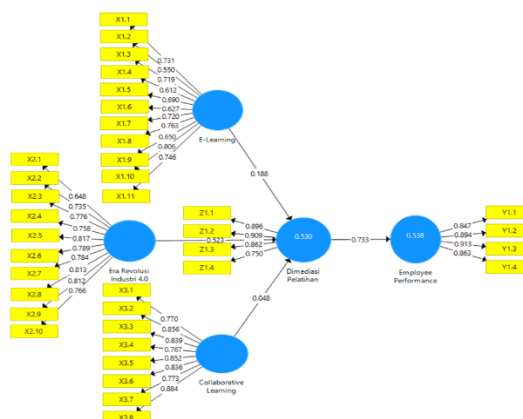 X1.1
X1.2
X1.3
X1.4
X1.5
X1.6
X1.7
X1.8
X1.9
X1.10
X1.11
0.731
0.550
0.719
0.612
0.690
0.627
0.720
0.763
0.650
0.806
0.746
E-Learning
0.188
X2.1
X2.2
X2.3
X2.4
X2.5
X2.6
X2.7
X2.8
X2.9
X2.10
0.648
0.735
0.776
0.758
0.817
0.789
0.784
0.813
0.812
0.766
Era Revolusi
Industri 4.0
0.523
Z1.1
Z1.2
Z1.3
Z1.4
0.896
0.909
0.862
0.750
0.530
Dimediasi
Pelatihan
0.733
0.538
Employee
Performance
0.847
0.894
0.913
0.863
Y1.1
Y1.2
Y1.3
Y1.4
0.048
X3.1
X3.2
X3.3
X3.4
X3.5
X3.6
X3.7
X3.8
0.770
0.856
0.839
0.767
0.852
0.836
0.773
0.884
Collaborative
Learning